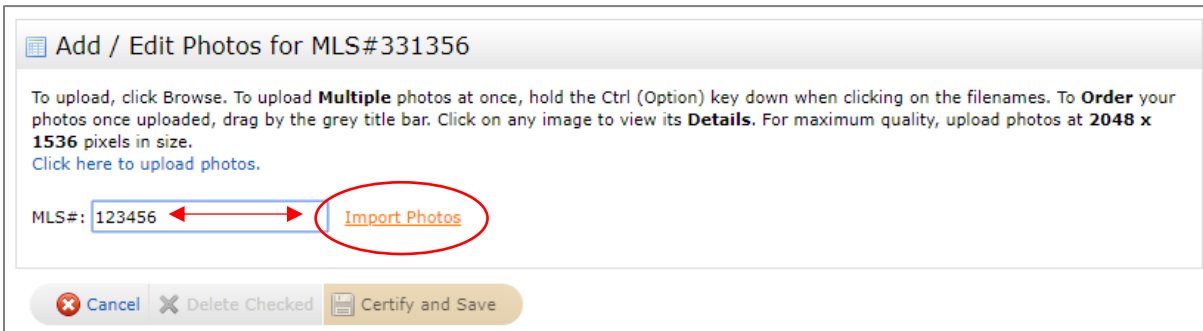 Add / Edit Photos for MLS#331356
To upload, click Browse. To upload Multiple photos at once, hold the Ctrl (Option) key down when clicking on the filenames. To Order your
photos once uploaded, drag by the grey title bar. Click on any image to view its Details. For maximum quality, upload photos at 2048 x
1536 pixels in size.
Click here to upload photos.
MLS#: 123456 Import Photos
Cancel Delete Checked Certify and Save